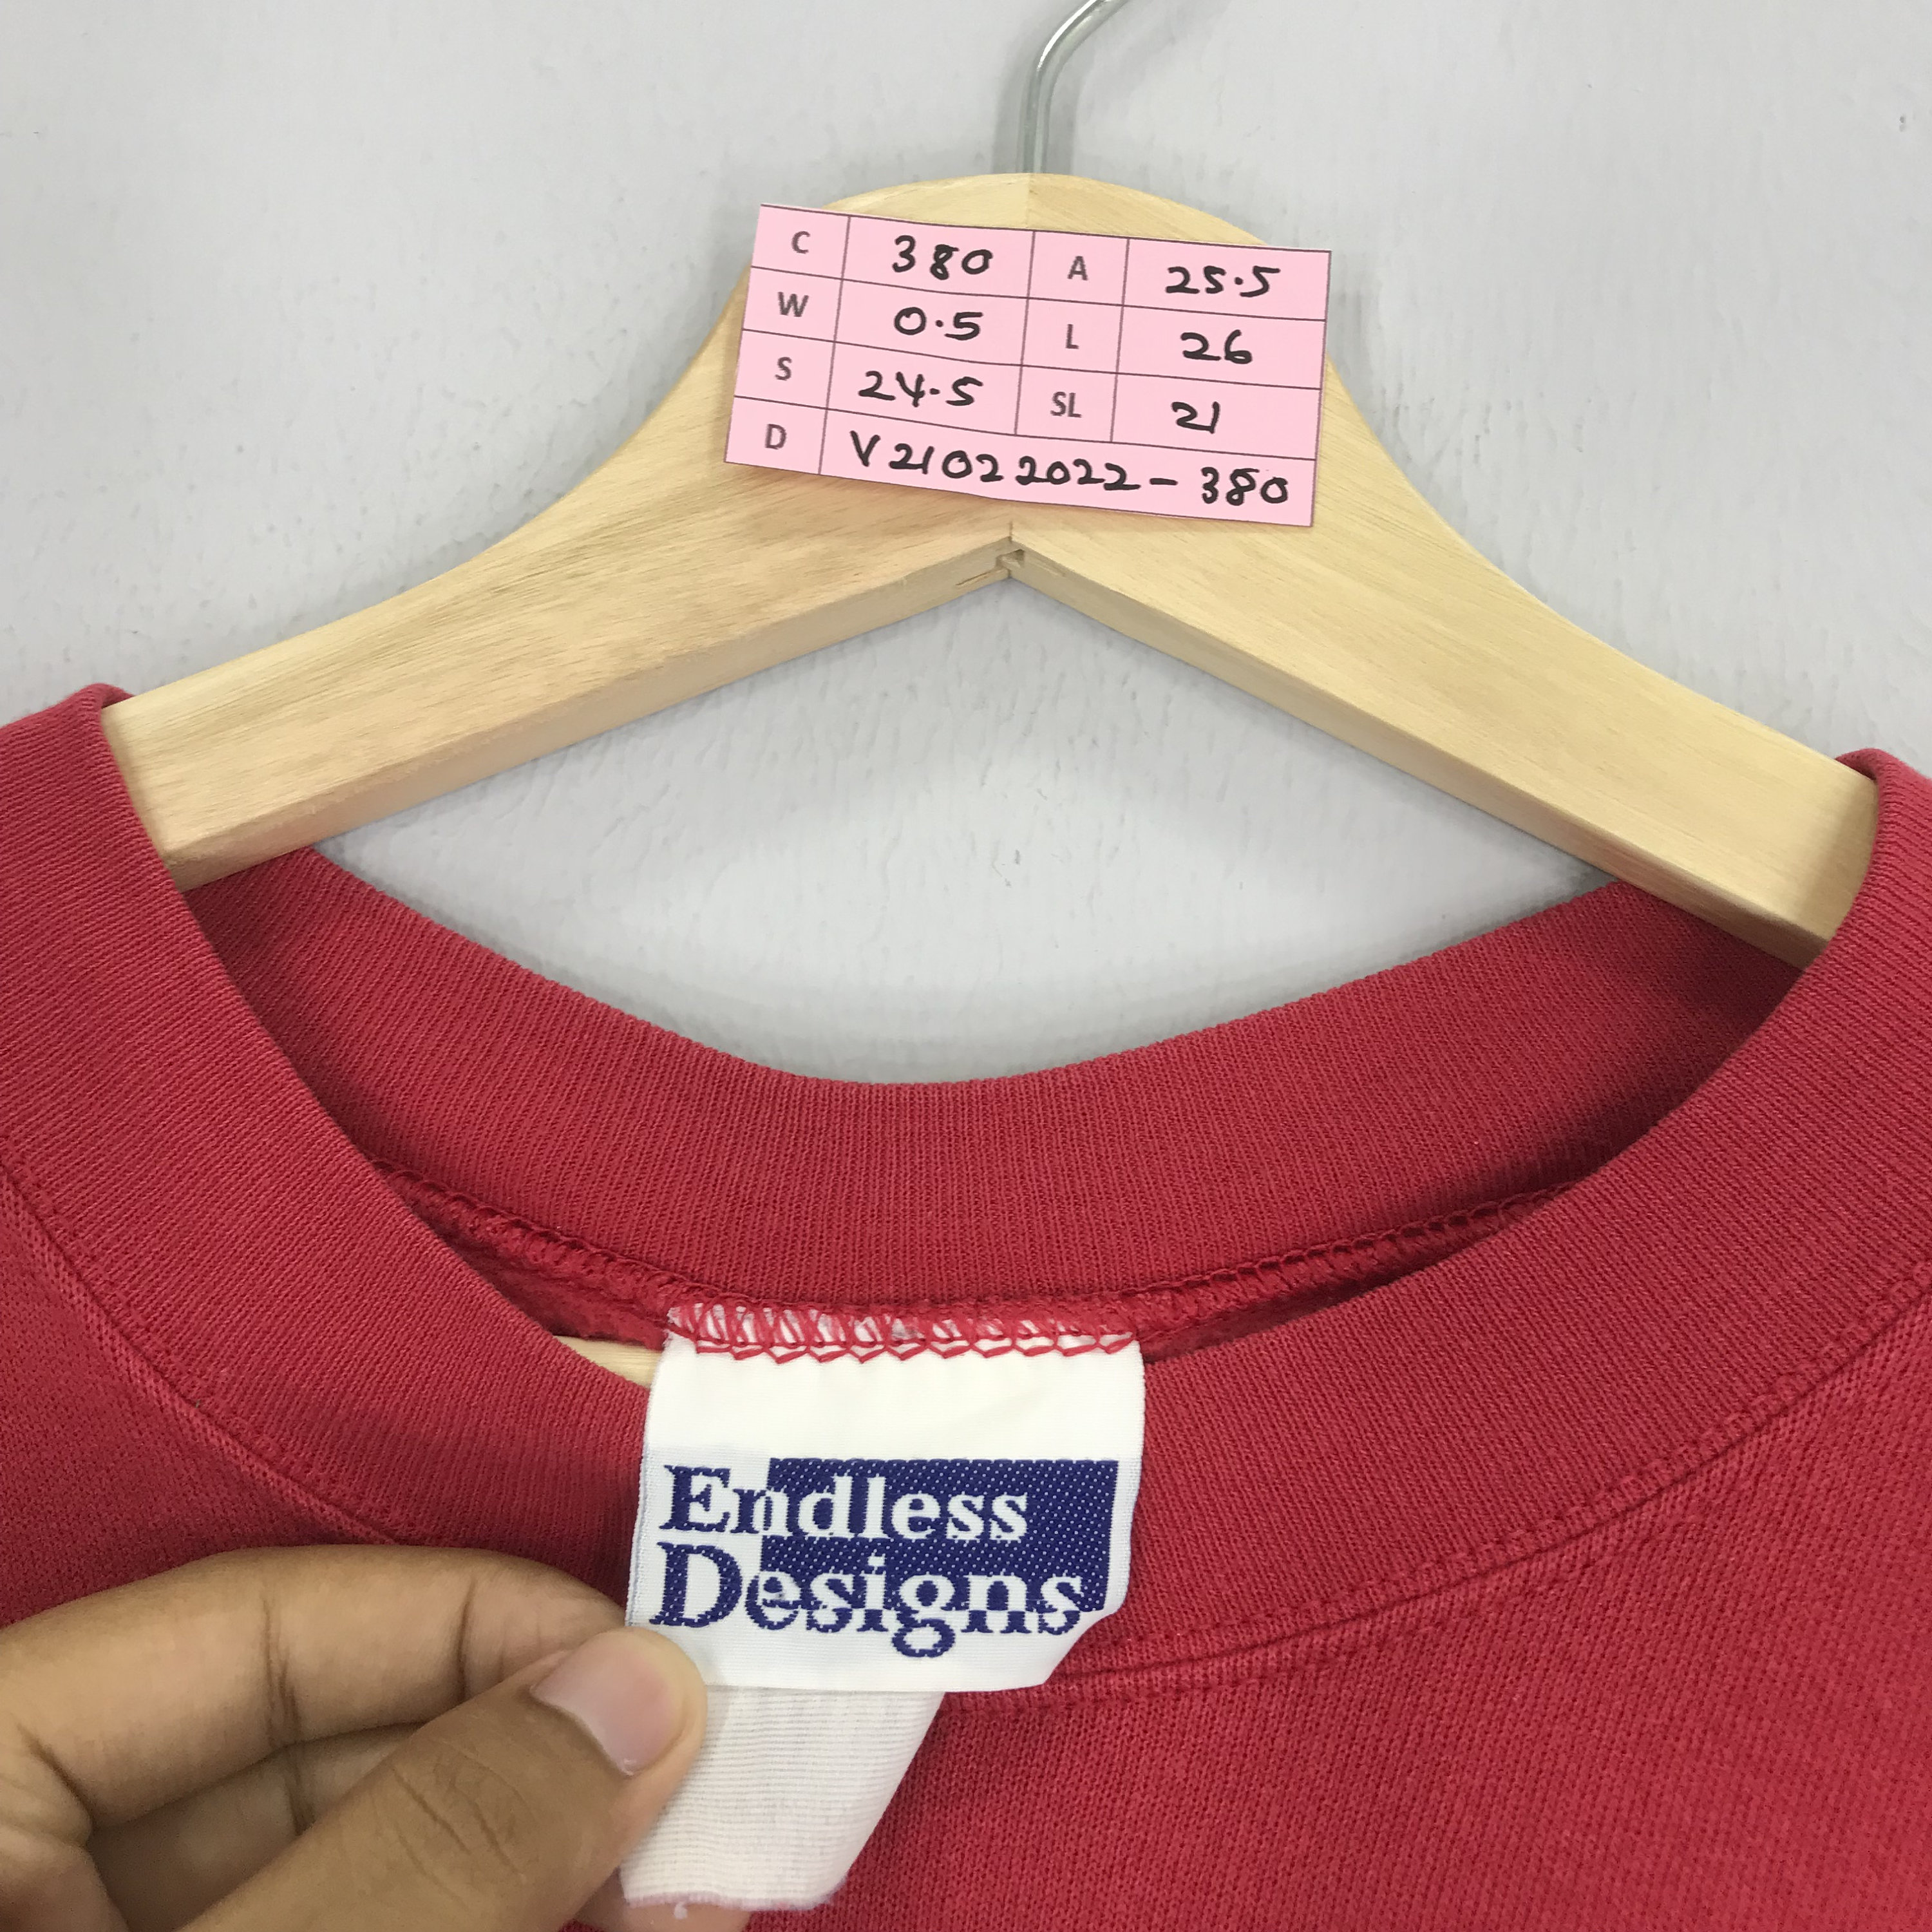 C 380 A 25.5
W 0.5 L 26
S 24.5 SL 21
D V21022022-380
Endless
Designs